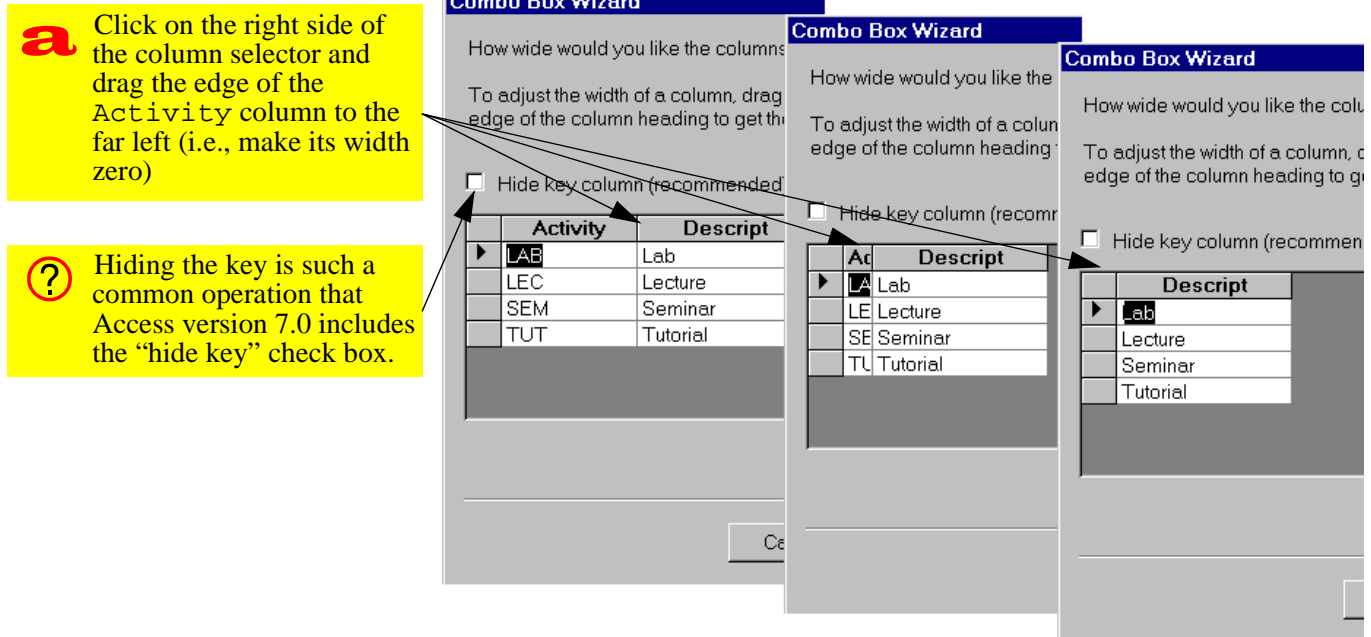 a Click on the right side of
the column selector and
drag the edge of the
Activity column to the
far left (i.e., make its width
zero)
? Hiding the key is such a
common operation that
Access version 7.0 includes
the “hide key” check box.
Combo Box Wizard
How wide would you like the columns
To adjust the width of a column, drag
edge of the column heading to get the
Hide key column (recommended)
Activity Descript
LAB Lab
LEC Lecture
SEM Seminar
TUT Tutorial
Combo Box Wizard
How wide would you like the
To adjust the width of a colum
edge of the column heading
Hide key column (recomm
Ac Descript
LA Lab
LE Lecture
SE Seminar
TU Tutorial
Combo Box Wizard
How wide would you like the colu
To adjust the width of a column,
edge of the column heading to ge
Hide key column (recommen
Descript
Lab
Lecture
Seminar
Tutorial